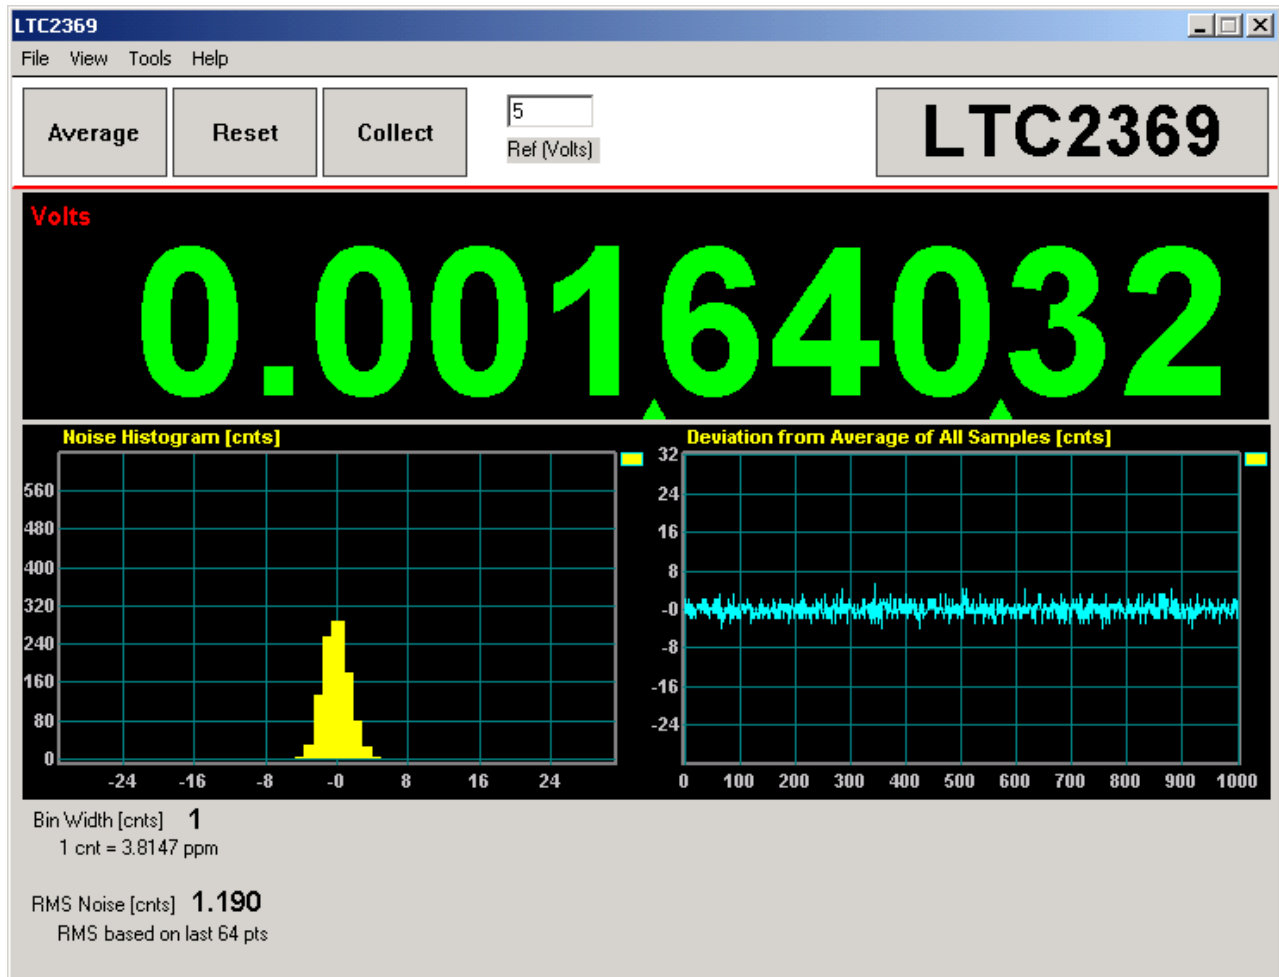 LTC2369
File View Tools Help
Average Reset Collect
5
Ref (Volts)
LTC2369
Volts
0.00164032
Noise Histogram [cnts]
560
480
400
320
240
160
80
0
-24 -16 -8 -0 8 16 24
Deviation from Average of All Samples [cnts]
32
24
16
8
-0
-8
-16
-24
0 100 200 300 400 500 600 700 800 900 1000
Bin Width [cnts] 1
1 cnt = 3.8147 ppm
RMS Noise [cnts] 1.190
RMS based on last 64 pts